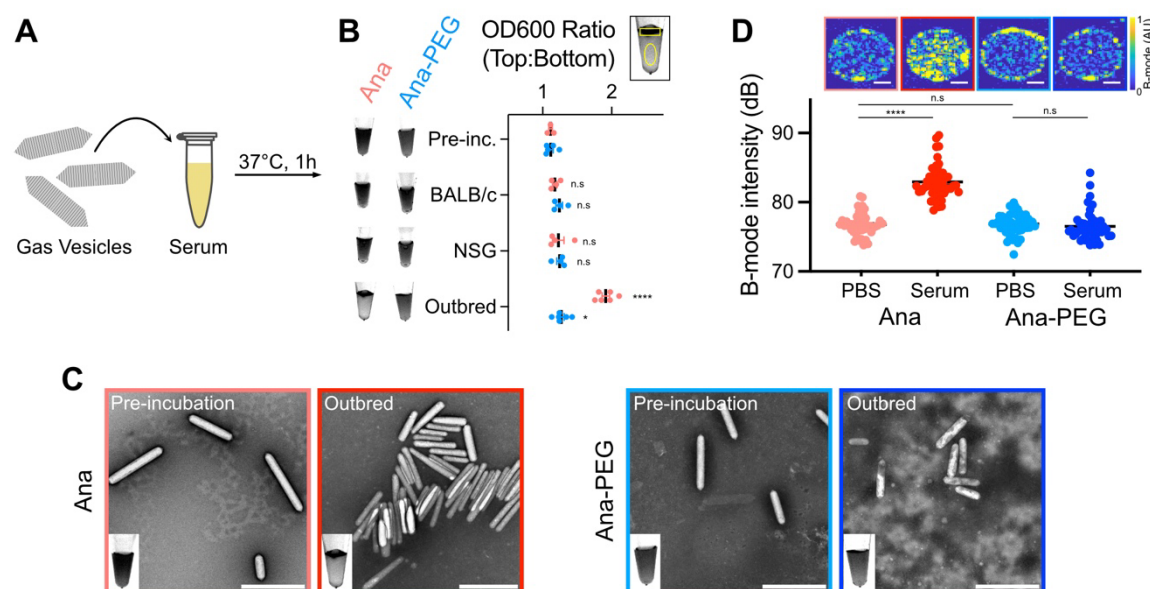 A
Gas Vesicles
Serum
37°C, 1h
B
Ana
Ana-PEG
OD600 Ratio
(Top:Bottom)
1
2
Pre-inc.
BALB/c
n.s
n.s
NSG
n.s
n.s
Outbred
****
*
D
1
B-mode (AU)
0
n.s
****
n.s
B-mode intensity (dB)
90
80
70
PBS
Serum
PBS
Serum
Ana
Ana-PEG
C
Ana
Pre-incubation
Outbred
Ana-PEG
Pre-incubation
Outbred